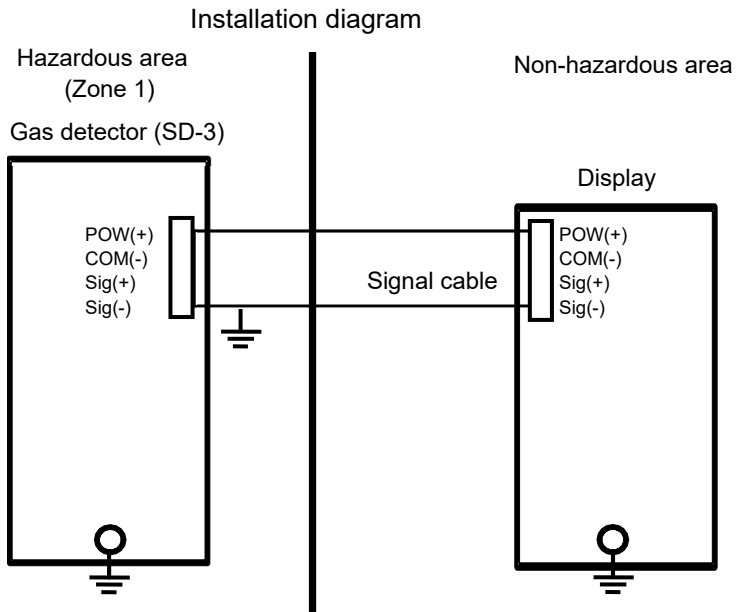 Installation diagram
Hazardous area
(Zone 1)
Non-hazardous area
Gas detector (SD-3)
Display
POW(+)
COM(-)
Sig(+)
Sig(-)
Signal cable
POW(+)
COM(-)
Sig(+)
Sig(-)